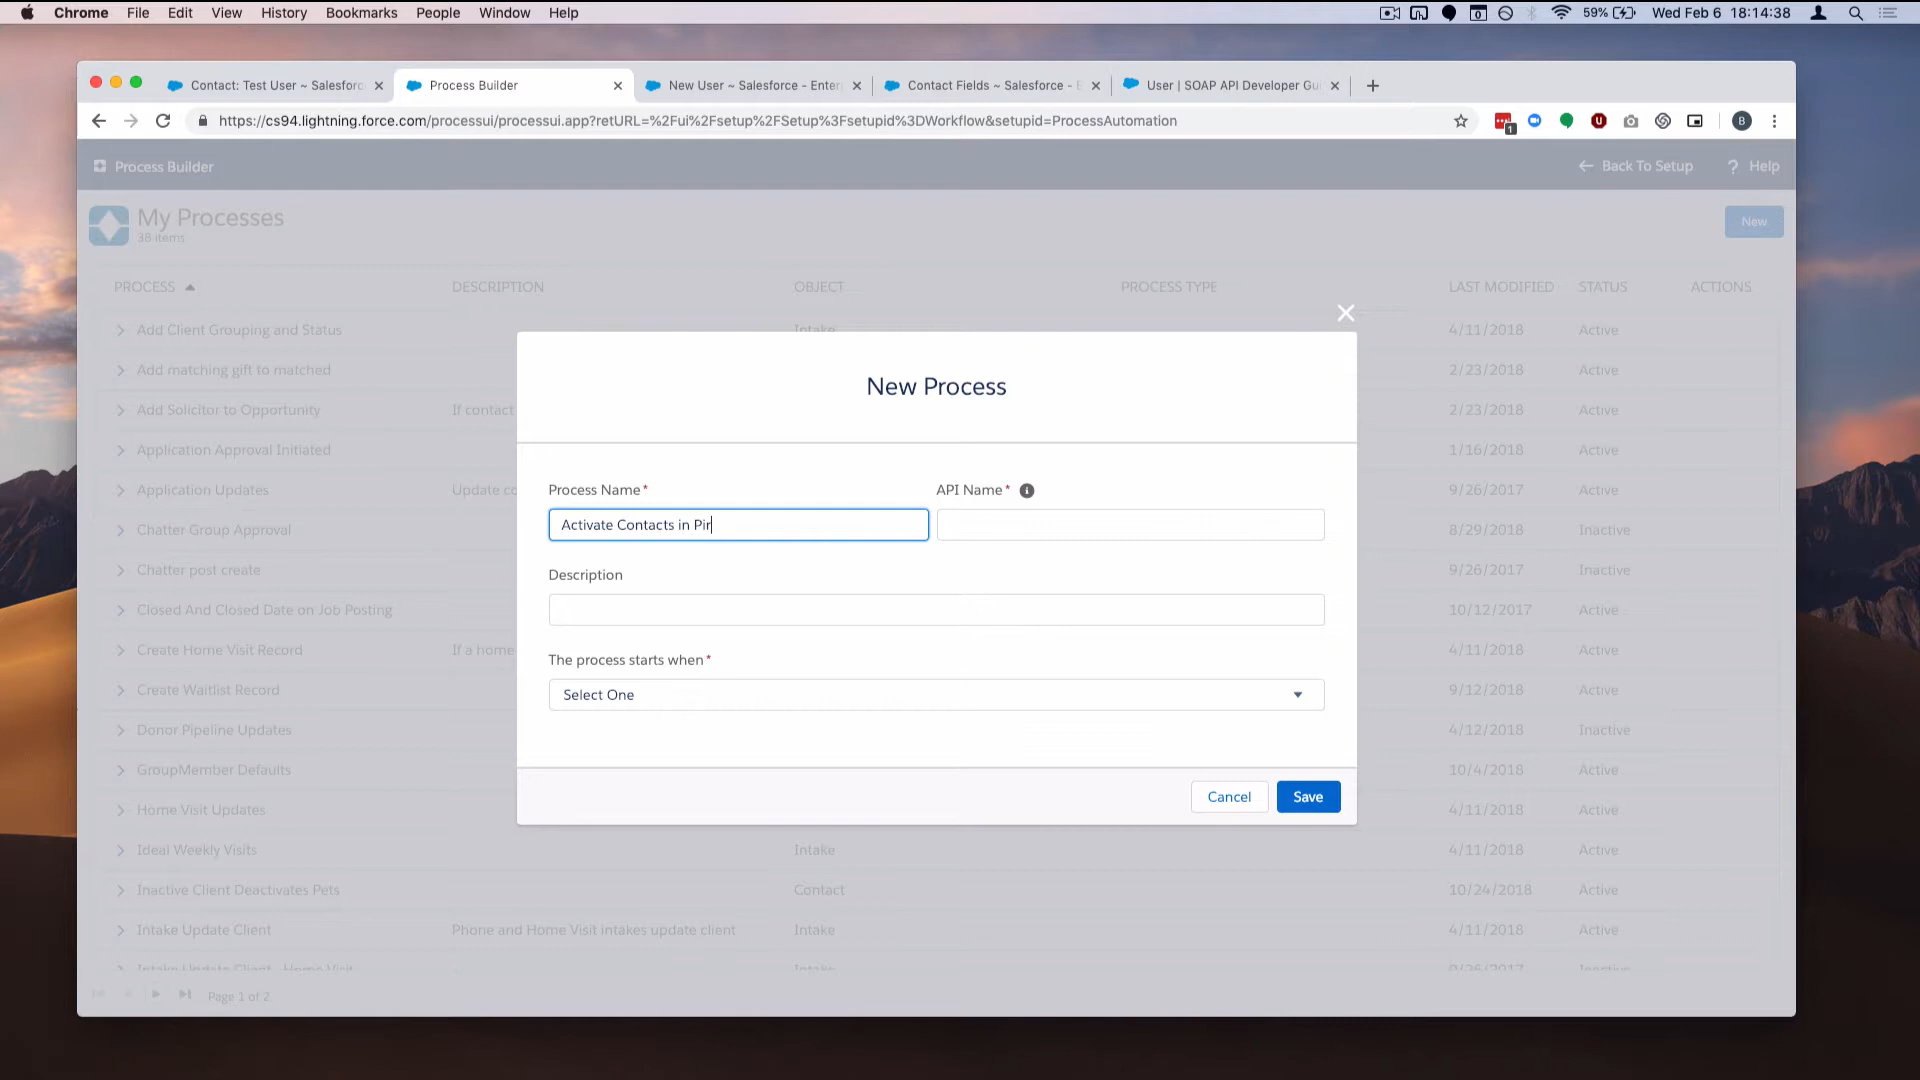 Chrome File Edit View History Bookmarks People Window Help 59% Wed Feb 6 18:14:38
Contact: Test User ~ Salesforc Process Builder New User ~ Salesforce - Enter Contact Fields ~ Salesforce - E User | SOAP API Developer Gu
https://cs94.lightning.force.com/processui/processui.app?retURL=%2Fui%2Fsetup%2FSetup%3Fsetupid%3DWorkflow&setupid=ProcessAutomation 1 B
Process Builder Back To Setup ? Help
My Processes
38 items
New
PROCESS DESCRIPTION OBJECT PROCESS TYPE LAST MODIFIED STATUS ACTIONS
Add Client Grouping and Status Intake 4/11/2018 Active
Add matching gift to matched 2/23/2018 Active
Add Solicitor to Opportunity If contact 2/23/2018 Active
Application Approval Initiated 1/16/2018 Active
Application Updates Update co 9/26/2017 Active
Chatter Group Approval 8/29/2018 Inactive
Chatter post create 9/26/2017 Inactive
Closed And Closed Date on Job Posting 10/12/2017 Active
Create Home Visit Record If a home 4/11/2018 Active
Create Waitlist Record 9/12/2018 Active
Donor Pipeline Updates 4/12/2018 Inactive
GroupMember Defaults 10/4/2018 Active
Home Visit Updates 4/11/2018 Active
Ideal Weekly Visits Intake 4/11/2018 Active
Inactive Client Deactivates Pets Contact 10/24/2018 Active
Intake Update Client Phone and Home Visit intakes update client Intake 4/11/2018 Active
Intake Update Client - Home Visit Intake 9/26/2017 Inactive
Page 1 of 2
New Process
Process Name* API Name*
Activate Contacts in Pir
Description
The process starts when*
Select One
Cancel Save